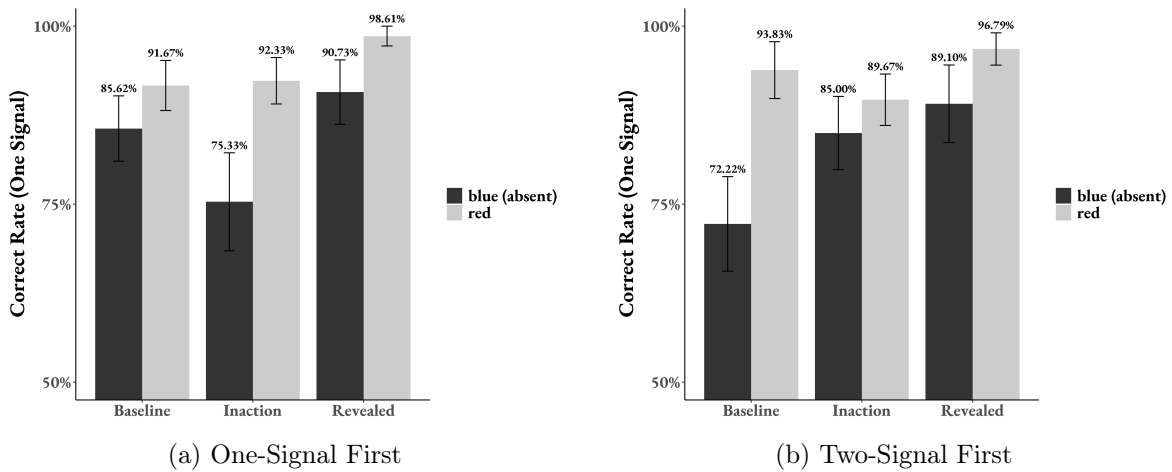 100%
75%
50%
Correct Rate (One Signal)
85.62%
91.67%
75.33%
92.33%
90.73%
98.61%
Baseline
Inaction
Revealed
blue (absent)
red
(a) One-Signal First
100%
75%
50%
Correct Rate (One Signal)
72.22%
93.83%
85.00%
89.67%
89.10%
96.79%
Baseline
Inaction
Revealed
blue (absent)
red
(b) Two-Signal First